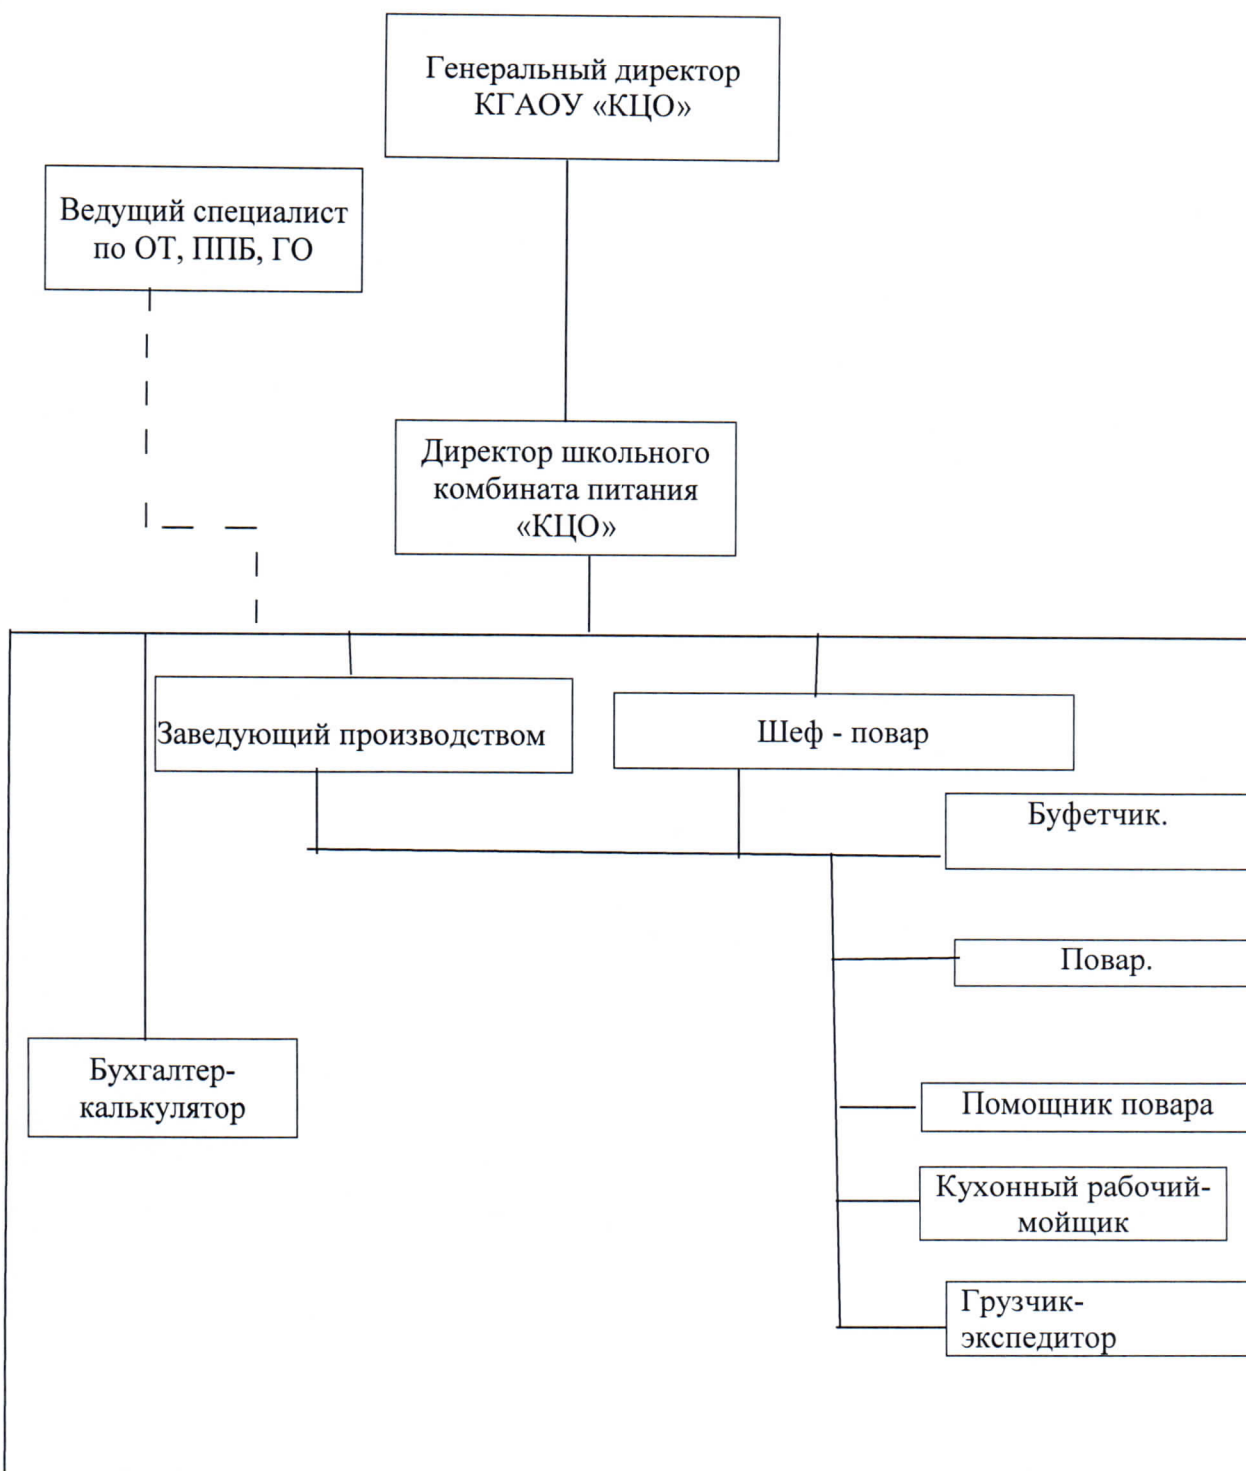 Генеральный директор
КГАОУ «КЦО»
Ведущий специалист
по ОТ, ППБ, ГО
Директор школьного
комбината питания
«КЦО»
Заведующий производством
Шеф - повар
Буфетчик.
Повар.
Бухгалтер-
калькулятор
Помощник повара
Кухонный рабочий-
мойщик
Грузчик-
экспедитор